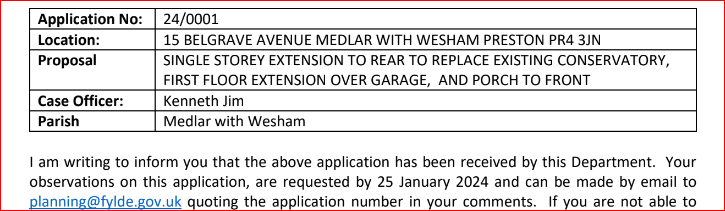 Application No: 24/0001
Location: 15 BELGRAVE AVENUE MEDLAR WITH WESHAM PRESTON PR4 3JN
Proposal SINGLE STOREY EXTENSION TO REAR TO REPLACE EXISTING CONSERVATORY,
FIRST FLOOR EXTENSION OVER GARAGE, AND PORCH TO FRONT
Case Officer: Kenneth Jim
Parish Medlar with Wesham
I am writing to inform you that the above application has been received by this Department. Your
observations on this application, are requested by 25 January 2024 and can be made by email to
planning@fylde.gov.uk quoting the application number in your comments. If you are not able to